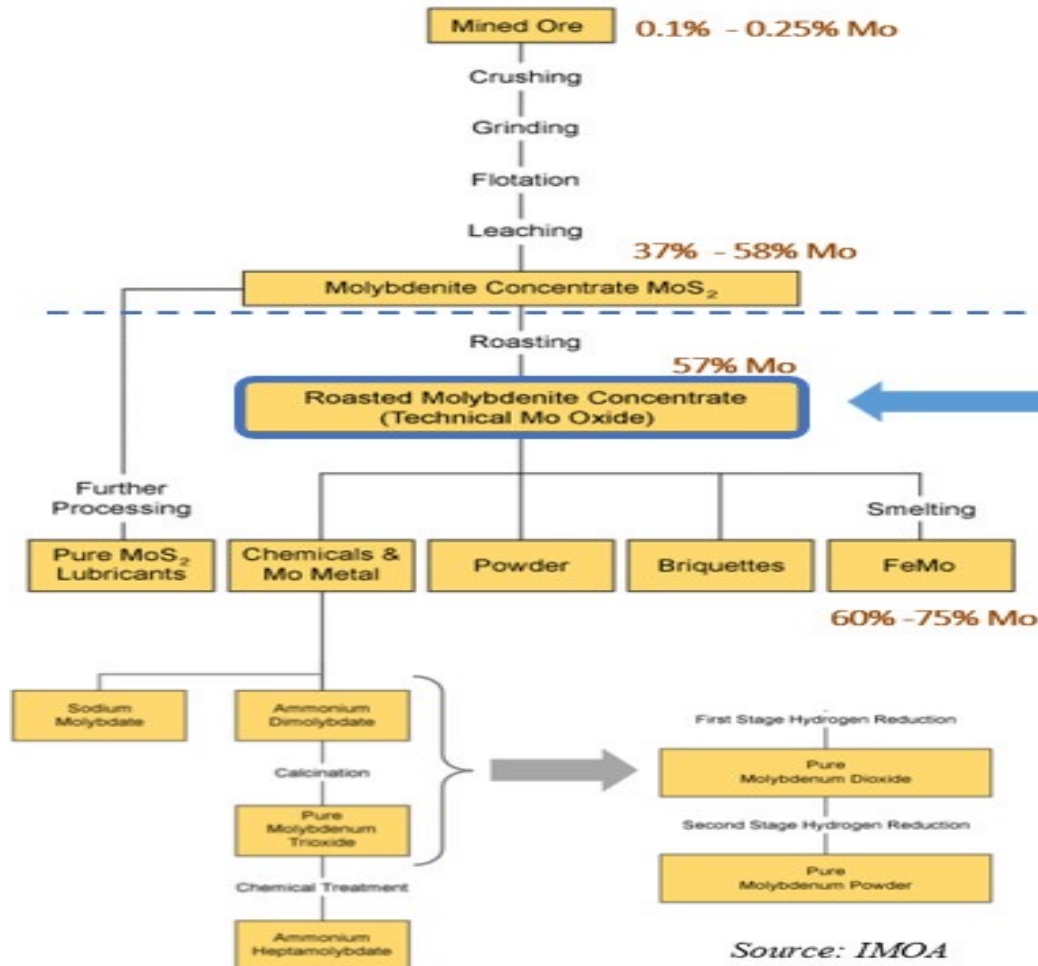 Mined Ore
0.1% - 0.25% Mo
Crushing
Grinding
Flotation
Leaching
37% - 58% Mo
Molybdenite Concentrate MoS₂
Roasting
57% Mo
Roasted Molybdenite Concentrate
(Technical Mo Oxide)
Further
Processing
Smelting
Pure MoS₂
Lubricants
Chemicals &
Mo Metal
Powder
Briquettes
FeMo
60% -75% Mo
Sodium
Molybdate
Ammonium
Dimolybdate
Calcination
Pure
Molybdenum
Trioxide
Chemical Treatment
Ammonium
Heptamolybdate
First Stage Hydrogen Reduction
Pure
Molybdenum Dioxide
Second Stage Hydrogen Reduction
Pure
Molybdenum Powder
Source: IMOA